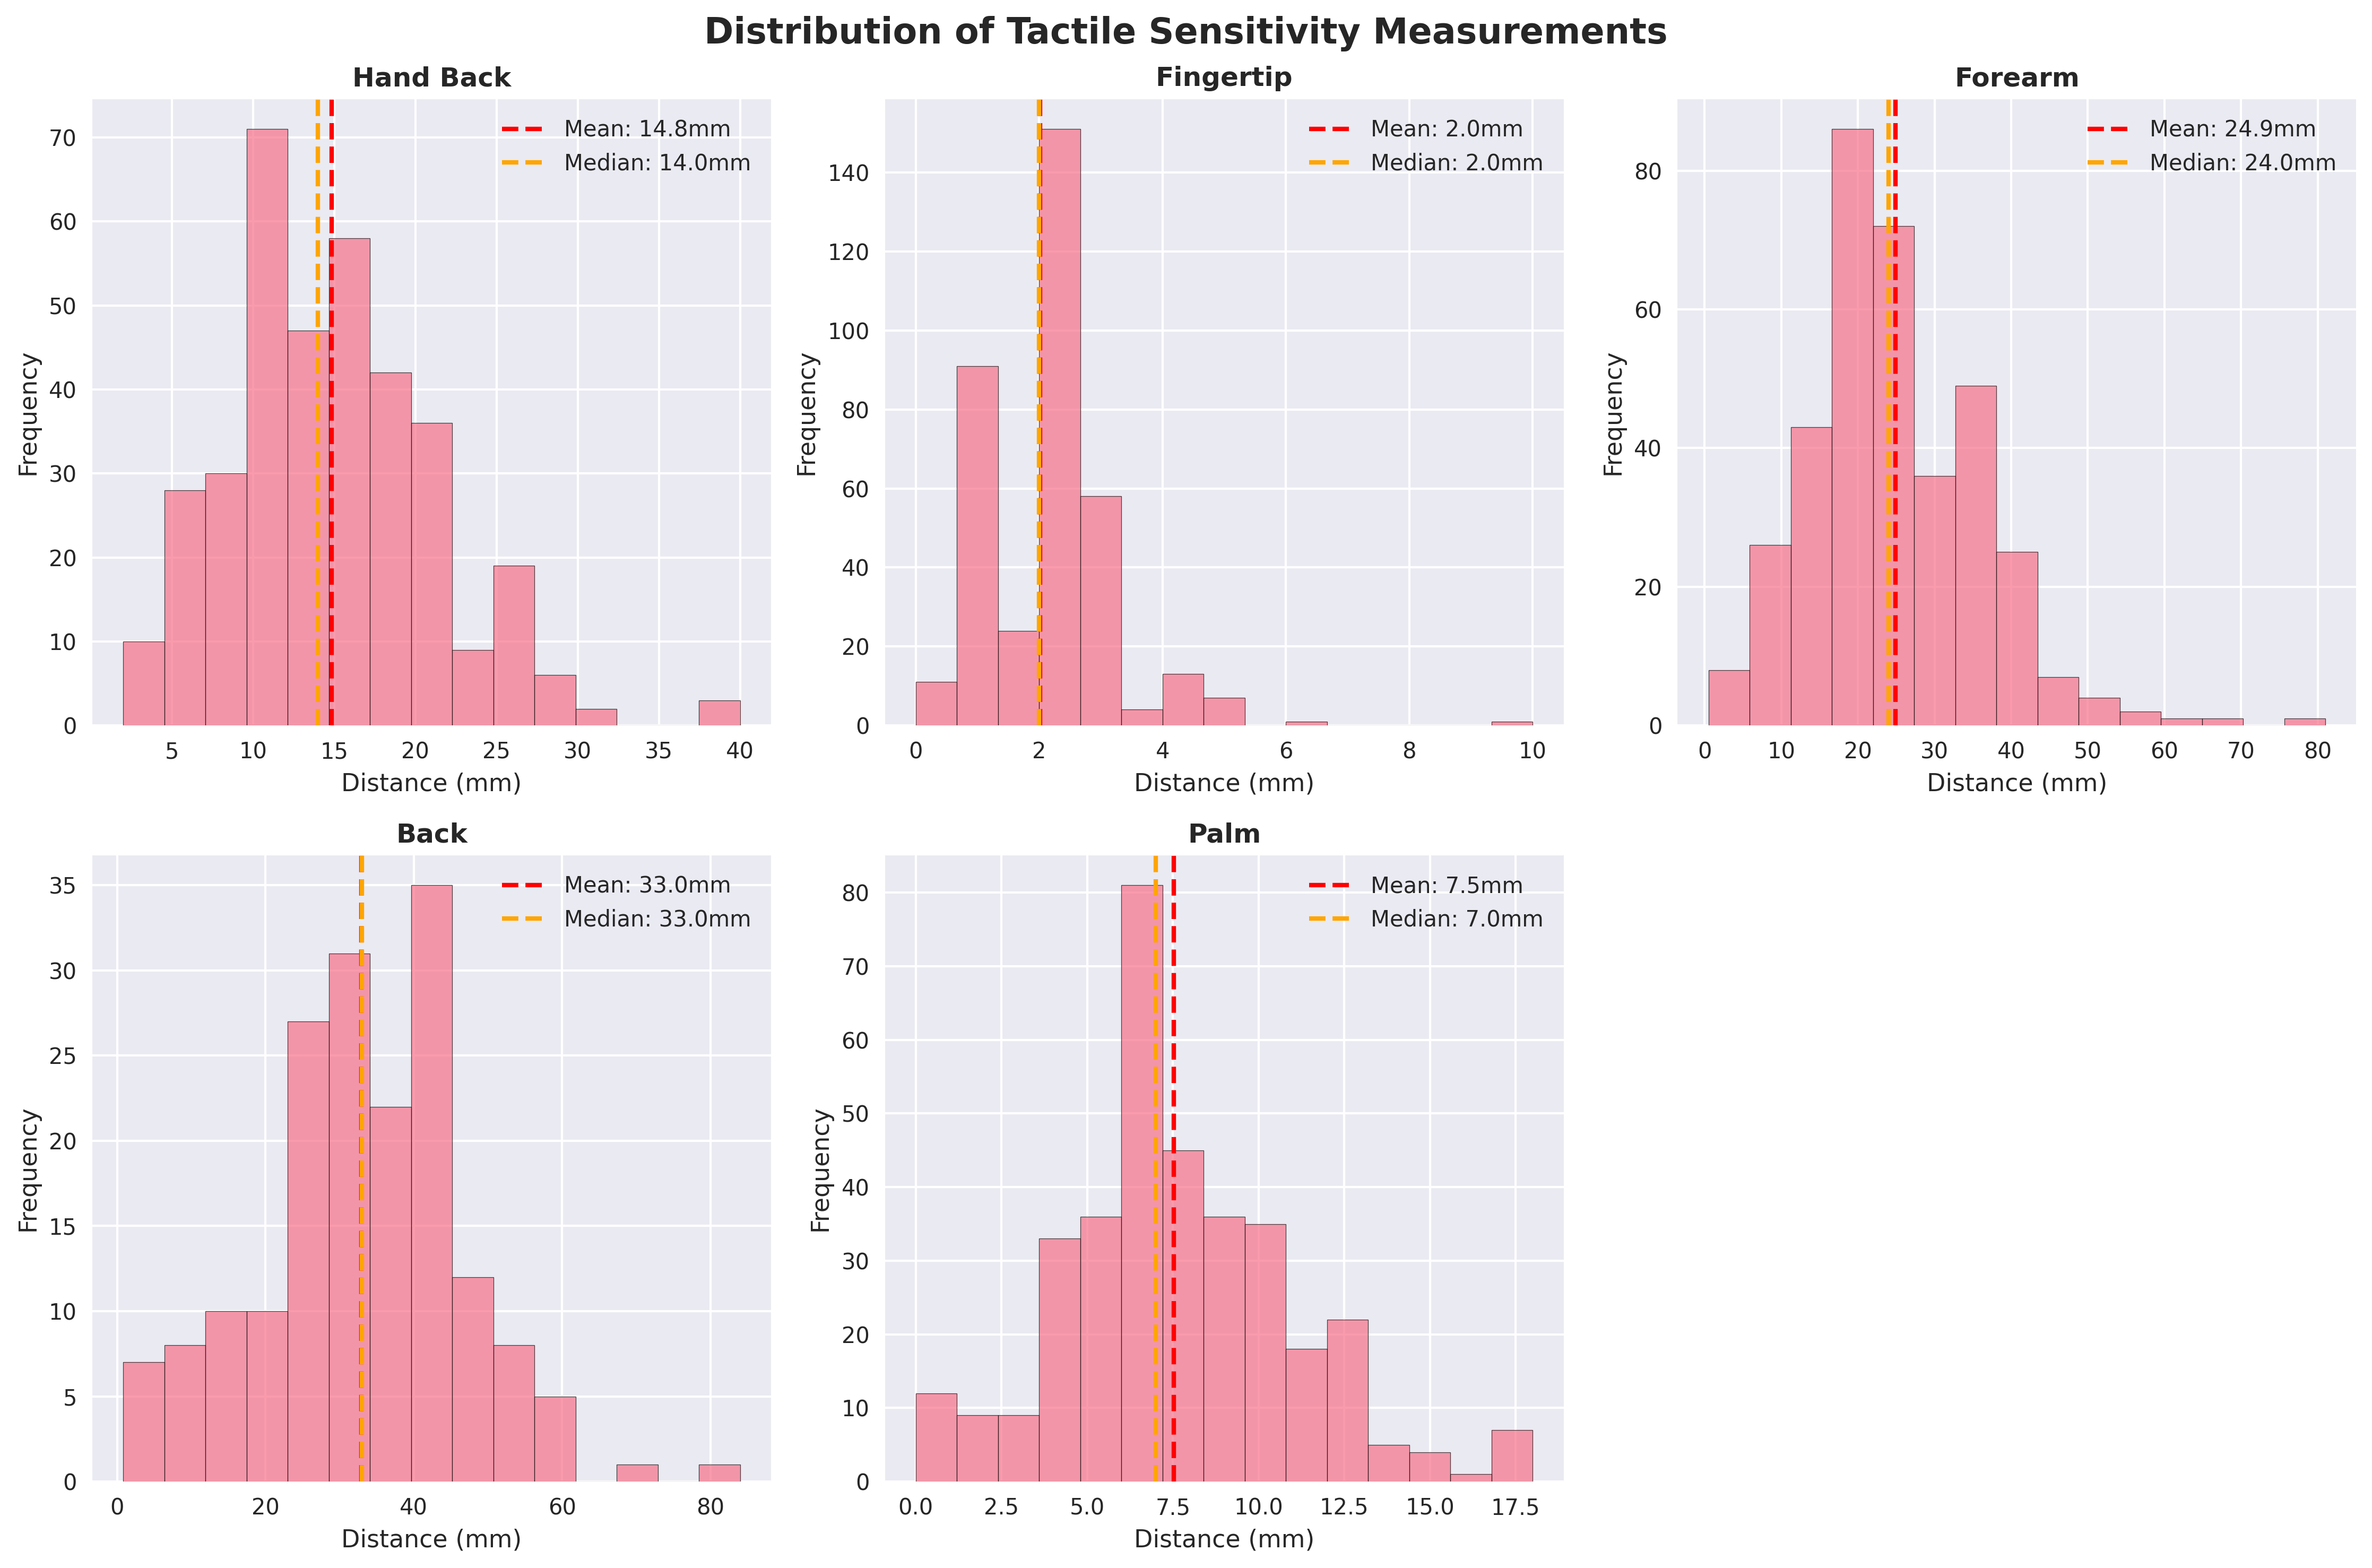 Distribution of Tactile Sensitivity Measurements
Hand Back
Mean: 14.8mm
Median: 14.0mm
Frequency
70
60
50
40
30
20
10
0
5 10 15 20 25 30 35 40
Distance (mm)
Fingertip
Mean: 2.0mm
Median: 2.0mm
Frequency
140
120
100
80
60
40
20
0
0 2 4 6 8 10
Distance (mm)
Forearm
Mean: 24.9mm
Median: 24.0mm
Frequency
80
60
40
20
0
0 10 20 30 40 50 60 70 80
Distance (mm)
Back
Mean: 33.0mm
Median: 33.0mm
Frequency
35
30
25
20
15
10
5
0
0 20 40 60 80
Distance (mm)
Palm
Mean: 7.5mm
Median: 7.0mm
Frequency
80
70
60
50
40
30
20
10
0
0.0 2.5 5.0 7.5 10.0 12.5 15.0 17.5
Distance (mm)